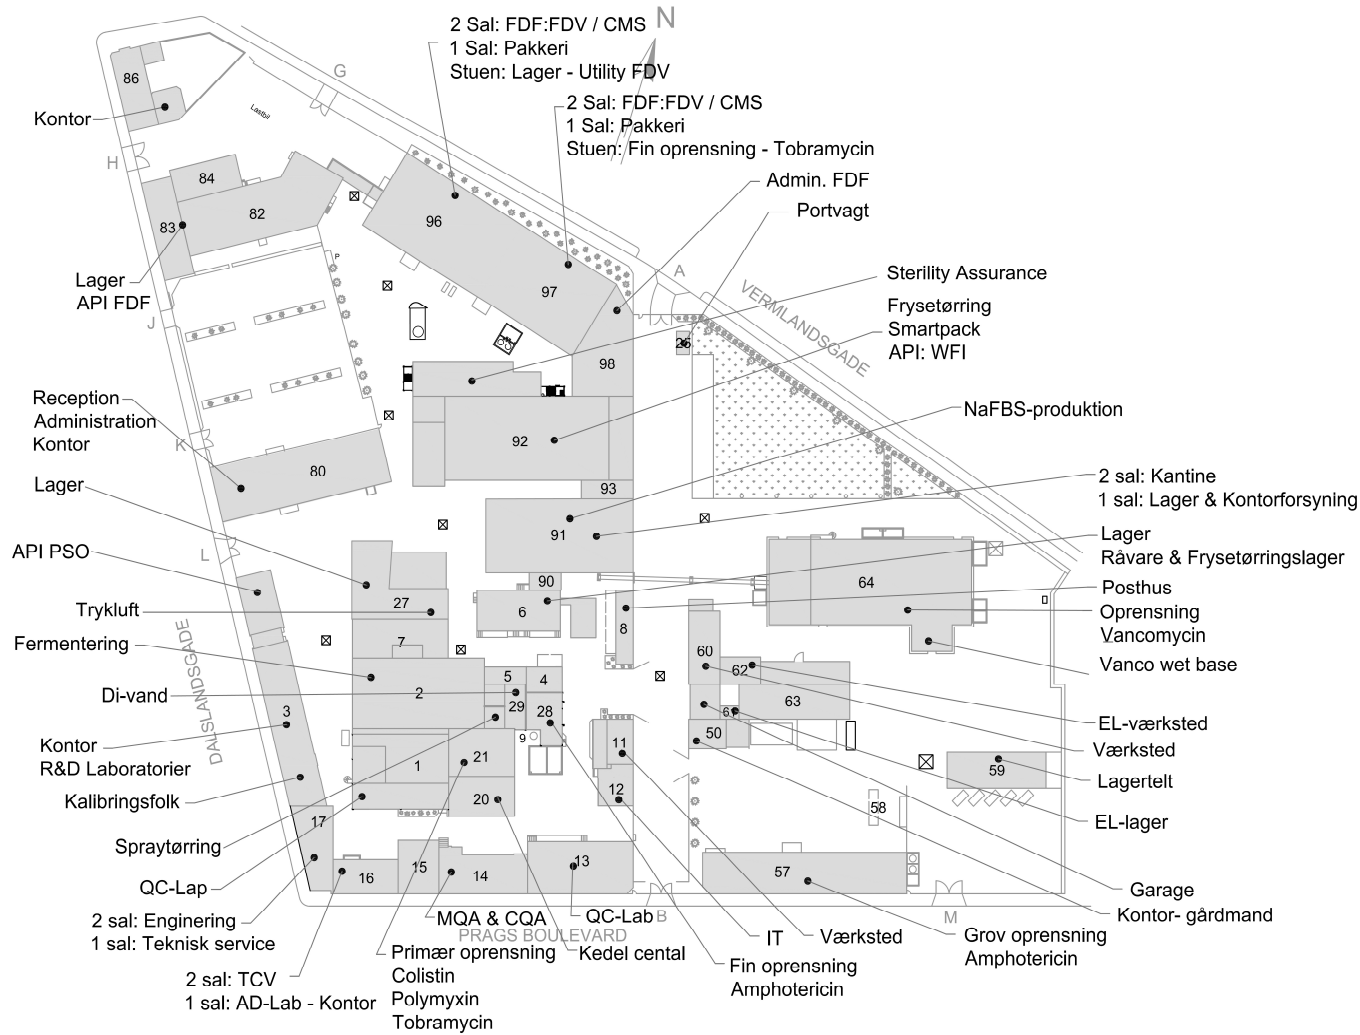 N
2 Sal: FDF:FDV / CMS
1 Sal: Pakkeri
Stuen: Lager - Utility FDV
2 Sal: FDF:FDV / CMS
1 Sal: Pakkeri
Stuen: Fin oprensning - Tobramycin
Admin. FDF
Portvagt
Sterility Assurance
Frysetørring
Smartpack
API: WFI
NaFBS-produktion
2 sal: Kantine
1 sal: Lager & Kontorforsyning
Lager
Råvare & Frysetørringslager
Posthus
Oprensning
Vancomycin
Vanco wet base
EL-værksted
Værksted
Lagertelt
EL-lager
Garage
Kontor- gårdmand
Grov oprensning
Amphotericin
Værksted
IT
Fin oprensning
Amphotericin
Kedel cental
QC-Lab
MQA & CQA
Primær oprensning
Colistin
Polymyxin
Tobramycin
2 sal: TCV
1 sal: AD-Lab - Kontor
2 sal: Enginering
1 sal: Teknisk service
QC-Lap
Spraytørring
Kalibringsfolk
Kontor
R&D Laboratorier
Di-vand
Fermentering
Trykluft
API PSO
Lager
Reception
Administration
Kontor
Lager
API FDF
Kontor
Lastbil
VERMLANDSGADE
DALSLANDSGADE
PRAGS BOULEVARD
G
H
J
K
L
A
B
M
P
86
84
83
82
96
97
98
26
92
93
91
90
80
27
7
6
8
64
60
62
63
61
50
59
58
57
2
5
4
29
28
9
3
1
21
20
11
12
17
16
15
14
13